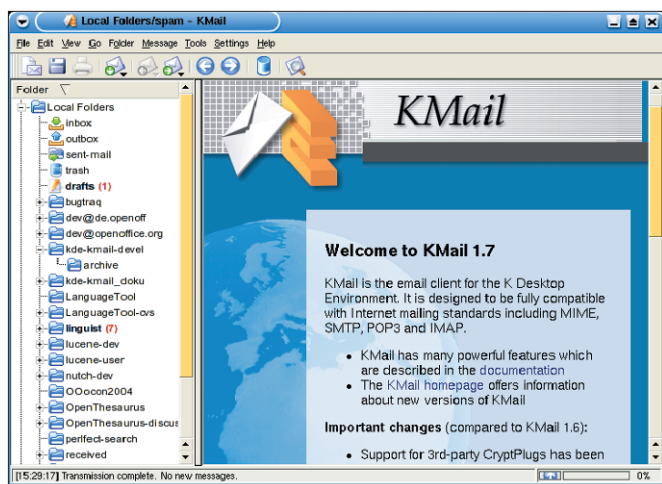 Local Folders/spam - KMail
File Edit View Go Folder Message Tools Settings Help
Folder
Local Folders
inbox
outbox
sent-mail
trash
drafts (1)
bugtraq
dev@de.openoff
dev@openoffice.org
kde-kmail-devel
archive
kde-kmail_doku
LanguageTool
LanguageTool-cvs
linguist (7)
lucene-dev
lucene-user
nutch-dev
OOocon2004
OpenThesaurus
OpenThesaurus-discus
perlfect-search
received
KMail
Welcome to KMail 1.7
KMail is the email client for the K Desktop
Environment. It is designed to be fully compatible
with Internet mailing standards including MIME,
SMTP, POP3 and IMAP.
• KMail has many powerful features which
are described in the documentation
• The KMail homepage offers information
about new versions of KMail
Important changes (compared to KMail 1.6):
• Support for 3rd-party CryptPlugs has been
[15:29:17] Transmission complete. No new messages.
0%